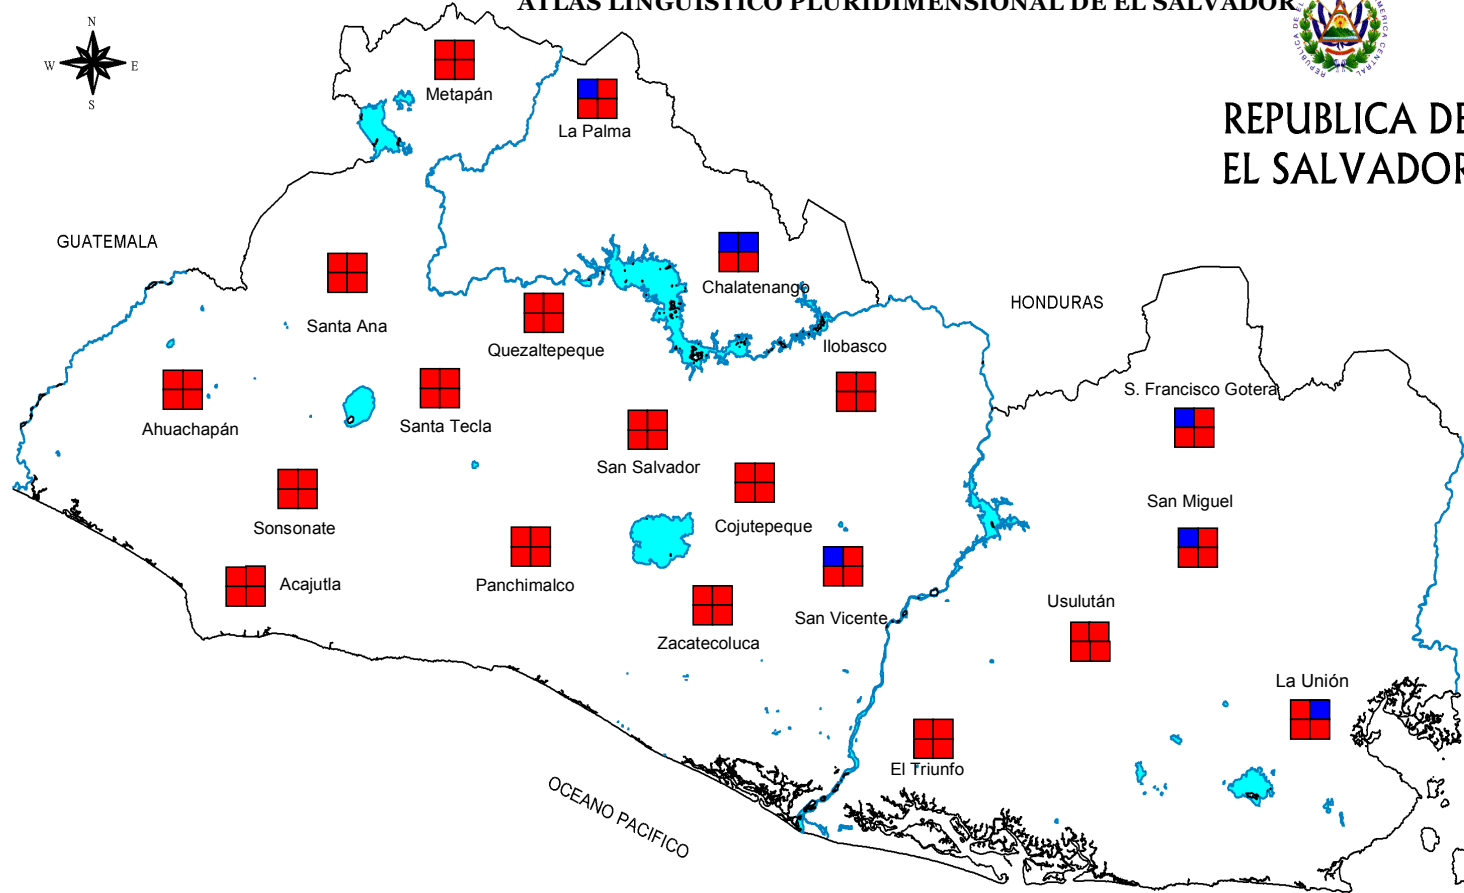 ATLAS LINGÜÍSTICO PLURIDIMENSIONAL DE EL SALVADOR
N
W
E
S
REPUBLICA DE
EL SALVADOR
Metapán
La Palma
GUATEMALA
Chalatenango
HONDURAS
Santa Ana
Quezaltepeque
Ilobasco
S. Francisco Gotera
Ahuachapán
Santa Tecla
San Salvador
San Miguel
Sonsonate
Cojutepeque
Acajutla
Panchimalco
Usulután
San Vicente
Zacatecoluca
La Unión
El Triunfo
OCEANO PACIFICO